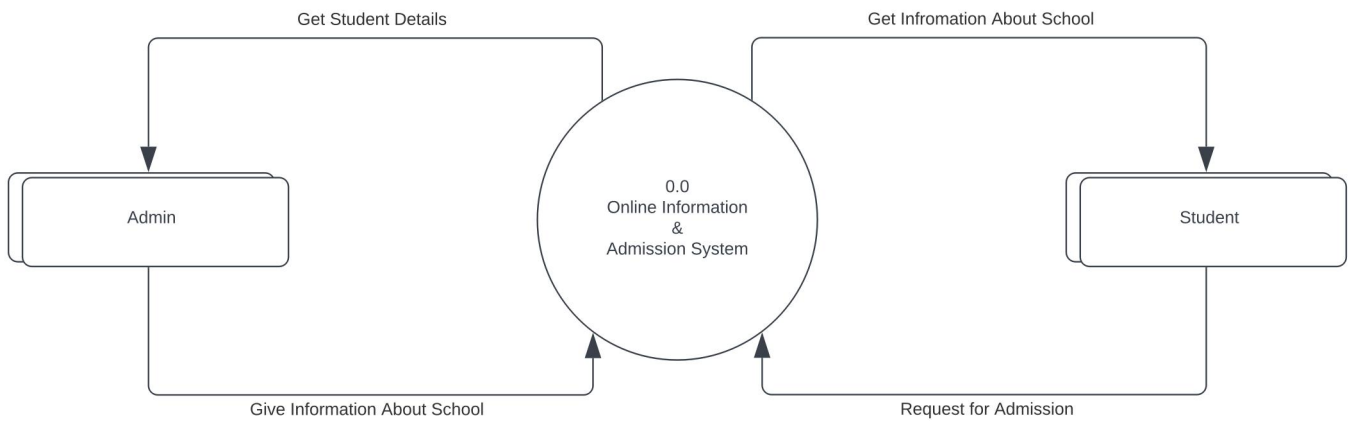 Get Student Details
Get Infromation About School
0.0
Online Information
&
Admission System
Admin
Student
Give Information About School
Request for Admission